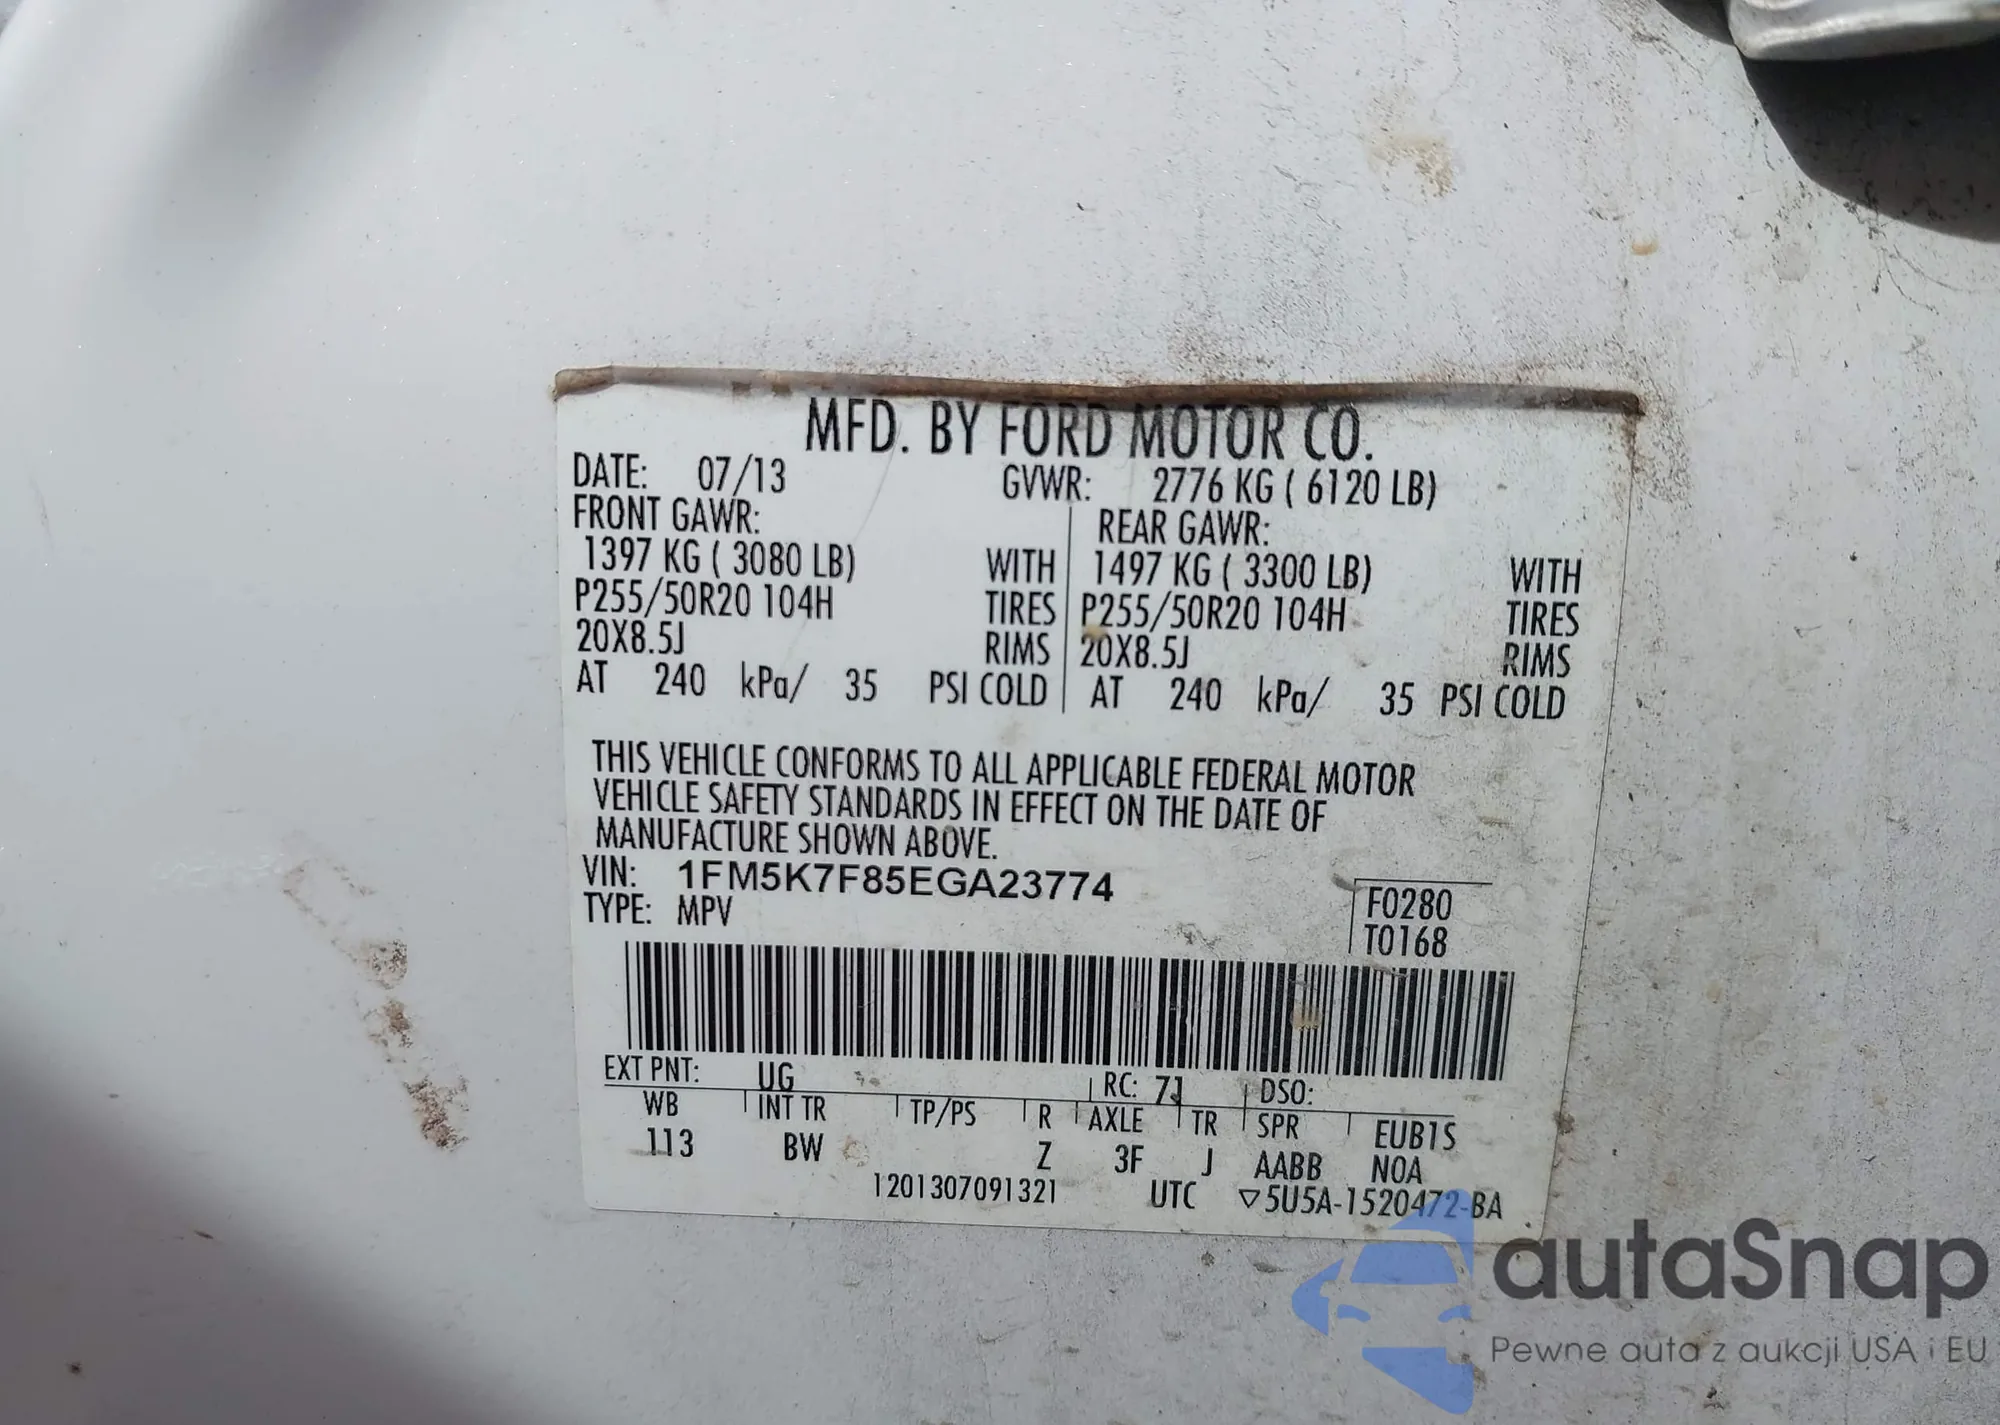 MFD. BY FORD MOTOR CO.
DATE: 07/13 GVWR: 2776 KG ( 6120 LB)
FRONT GAWR: REAR GAWR:
1397 KG ( 3080 LB) WITH 1497 KG ( 3300 LB) WITH
P255/50R20 104H TIRES P255/50R20 104H TIRES
20X8.5J RIMS 20X8.5J RIMS
AT 240 kPa/ 35 PSI COLD AT 240 kPa/ 35 PSI COLD
THIS VEHICLE CONFORMS TO ALL APPLICABLE FEDERAL MOTOR
VEHICLE SAFETY STANDARDS IN EFFECT ON THE DATE OF
MANUFACTURE SHOWN ABOVE.
VIN: 1FM5K7F85EGA23774
TYPE: MPV
F0280
T0168
EXT PNT: UG RC: 71 DSO:
WB INT TR TP/PS R AXLE TR SPR EUB1S
113 BW Z 3F J AABB NOA
1201307091321 UTC ▽5U5A-1520472-BA
autaSnap
Pewne auta z aukcji USA i EU